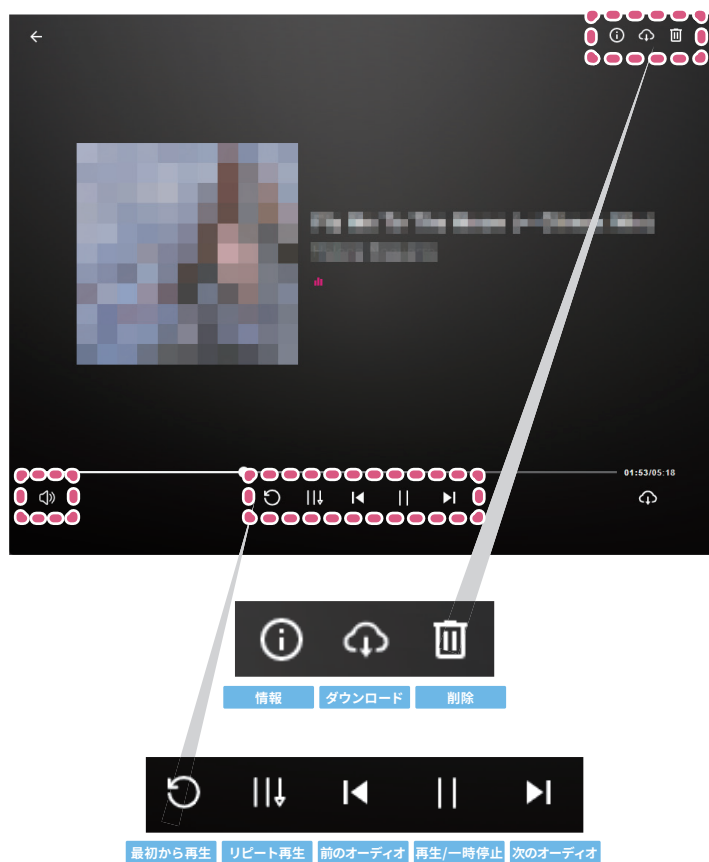 01:53/05:18
情報
ダウンロード
削除
最初から再生
リピート再生
前のオーディオ
再生/一時停止
次のオーディオ